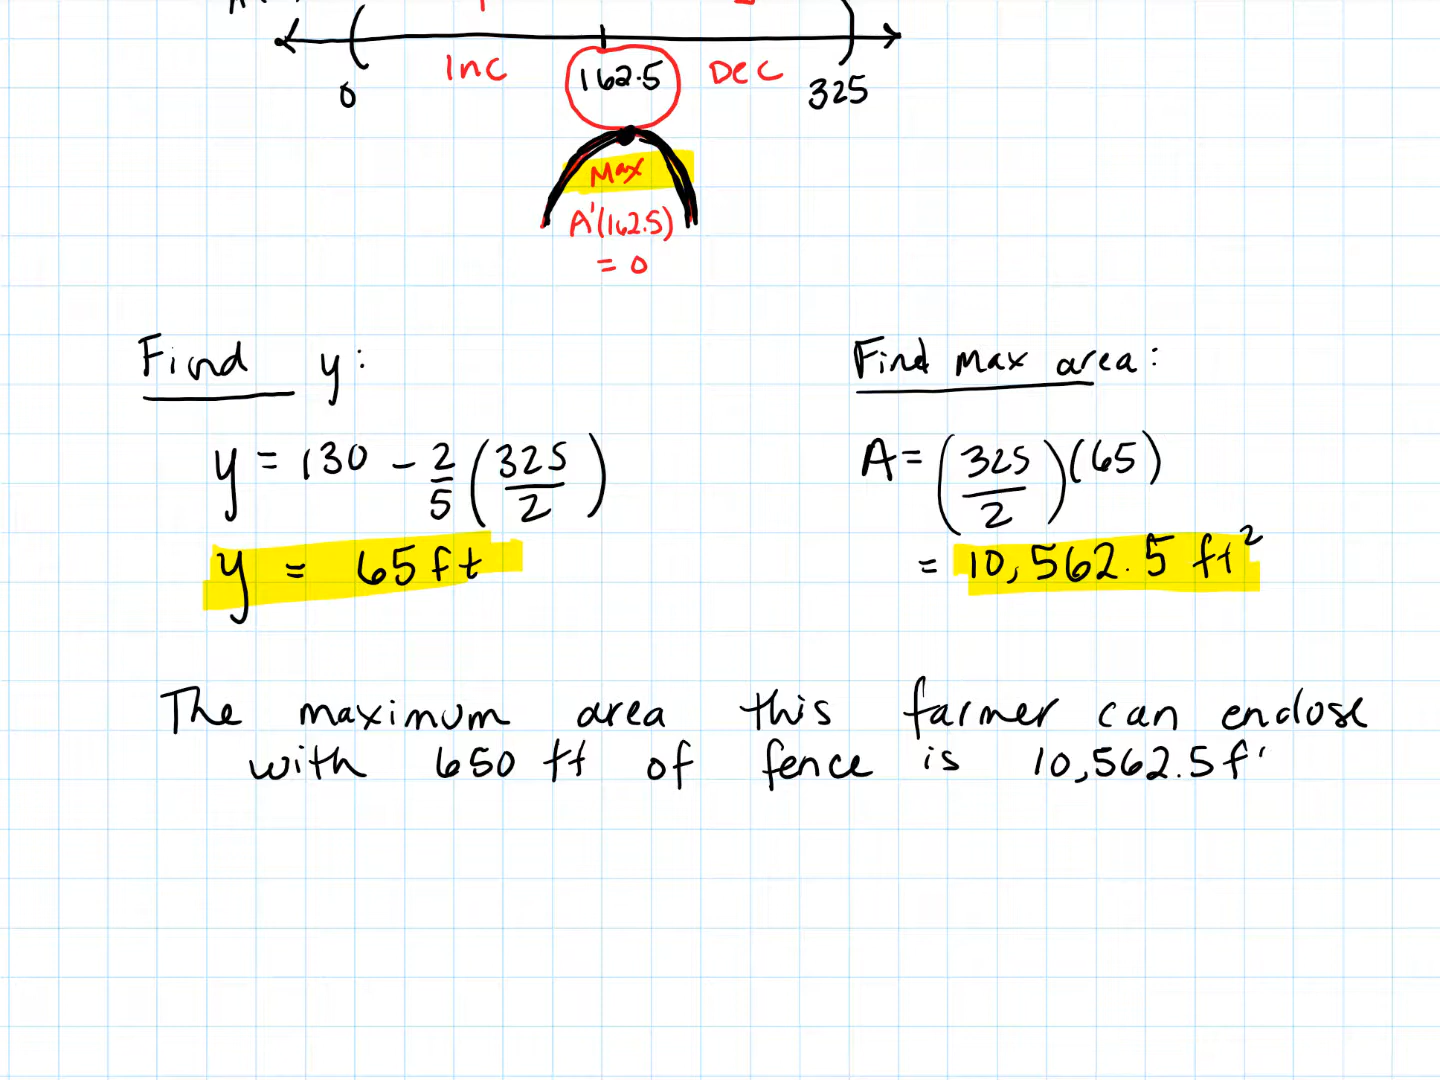 Inc 162.5 Dec
0 325
Max
A'(162.5)
= 0
Find y:
y = 130 - 2/5 (325/2)
y = 65 ft
Find max area:
A = (325/2)(65)
= 10,562.5 ft²
The maximum area this farmer can enclose
with 650 ft of fence is 10,562.5 f